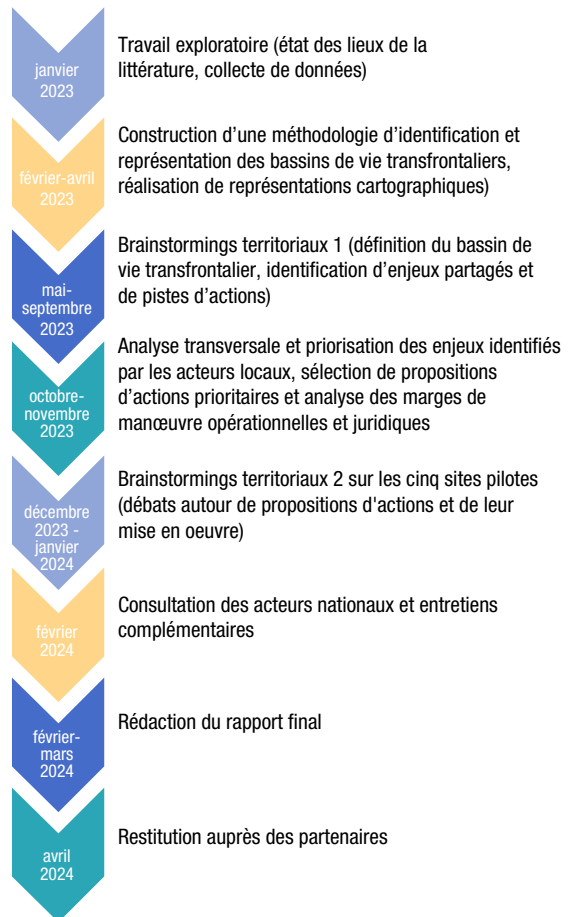 janvier
2023
Travail exploratoire (état des lieux de la
littérature, collecte de données)
février-avril
2023
Construction d’une méthodologie d’identification et
représentation des bassins de vie transfrontaliers,
réalisation de représentations cartographiques)
mai-
septembre
2023
Brainstormings territoriaux 1 (définition du bassin de
vie transfrontalier, identification d’enjeux partagés et
de pistes d’actions)
octobre-
novembre
2023
Analyse transversale et priorisation des enjeux identifiés
par les acteurs locaux, sélection de propositions
d’actions prioritaires et analyse des marges de
manœuvre opérationnelles et juridiques
décembre
2023 -
janvier
2024
Brainstormings territoriaux 2 sur les cinq sites pilotes
(débats autour de propositions d'actions et de leur
mise en oeuvre)
février
2024
Consultation des acteurs nationaux et entretiens
complémentaires
février-
mars
2024
Rédaction du rapport final
avril
2024
Restitution auprès des partenaires